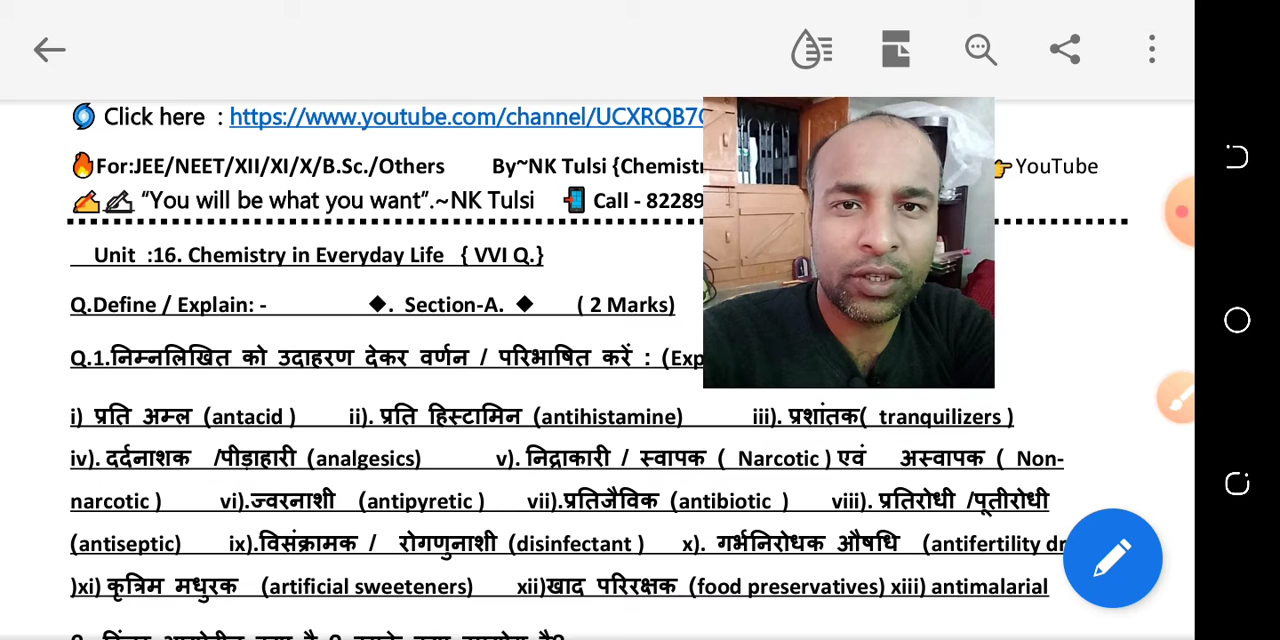 Click here : https://www.youtube.com/channel/UCXRQB7
For:JEE/NEET/XII/XI/X/B.Sc./Others By~NK Tulsi {Chemistr YouTube
“You will be what you want”.~NK Tulsi Call - 82289
Unit :16. Chemistry in Everyday Life { VVI Q.}
Q.Define / Explain: - ◆. Section-A. ◆ ( 2 Marks)
Q.1.निम्नलिखित को उदाहरण देकर वर्णन / परिभाषित करें : (Exp
i) प्रति अम्ल (antacid ) ii). प्रति हिस्टामिन (antihistamine) iii). प्रशांतक( tranquilizers )
iv). दर्दनाशक /पीड़ाहारी (analgesics) v). निद्राकारी / स्वापक ( Narcotic ) एवं अस्वापक ( Non-
narcotic ) vi).ज्वरनाशी (antipyretic ) vii).प्रतिजैविक (antibiotic ) viii). प्रतिरोधी /पूतीरोधी
(antiseptic) ix).विसंक्रामक / रोगणुनाशी (disinfectant ) x). गर्भनिरोधक औषधि (antifertility dr
)xi) कृत्रिम मधुरक (artificial sweeteners) xii)खाद परिरक्षक (food preservatives) xiii) antimalarial